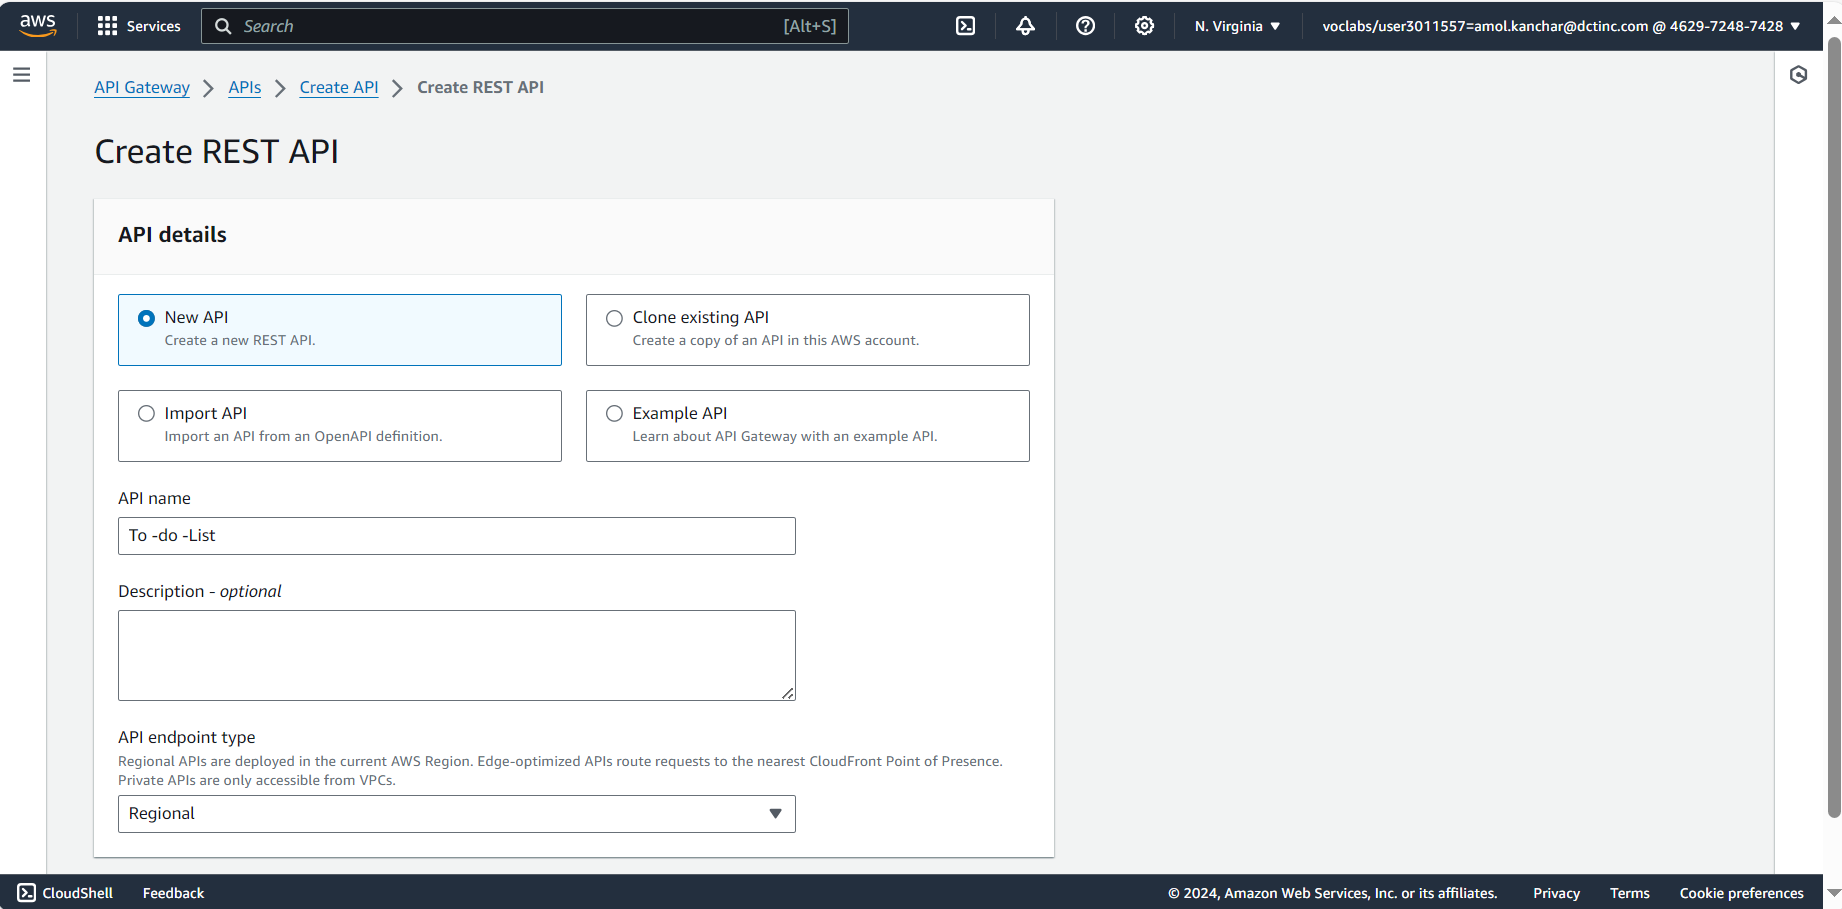 aws
Services
Search
[Alt+S]
N. Virginia
voclabs/user3011557=amol.kanchar@dctinc.com @ 4629-7248-7428
API Gateway > APIs > Create API > Create REST API
Create REST API
API details
New API
Create a new REST API.
Clone existing API
Create a copy of an API in this AWS account.
Import API
Import an API from an OpenAPI definition.
Example API
Learn about API Gateway with an example API.
API name
To -do -List
Description - optional
API endpoint type
Regional APIs are deployed in the current AWS Region. Edge-optimized APIs route requests to the nearest CloudFront Point of Presence.
Private APIs are only accessible from VPCs.
Regional
CloudShell
Feedback
© 2024, Amazon Web Services, Inc. or its affiliates.
Privacy
Terms
Cookie preferences